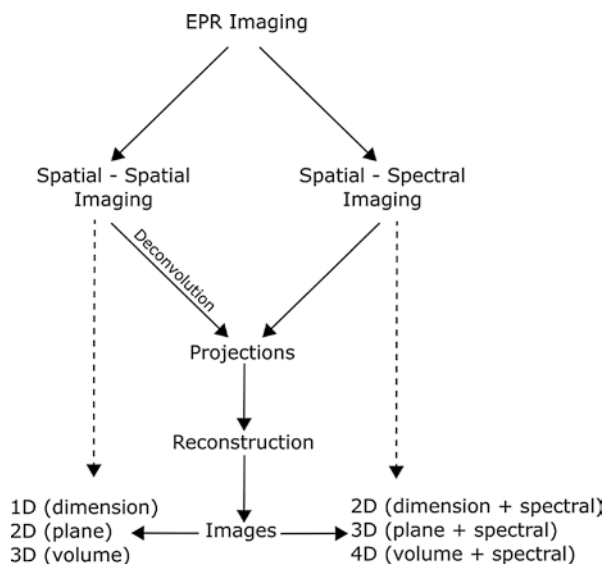 EPR Imaging
Spatial - Spatial
Imaging
Spatial - Spectral
Imaging
Deconvolution
Projections
Reconstruction
1D (dimension)
2D (plane)
3D (volume)
Images
2D (dimension + spectral)
3D (plane + spectral)
4D (volume + spectral)